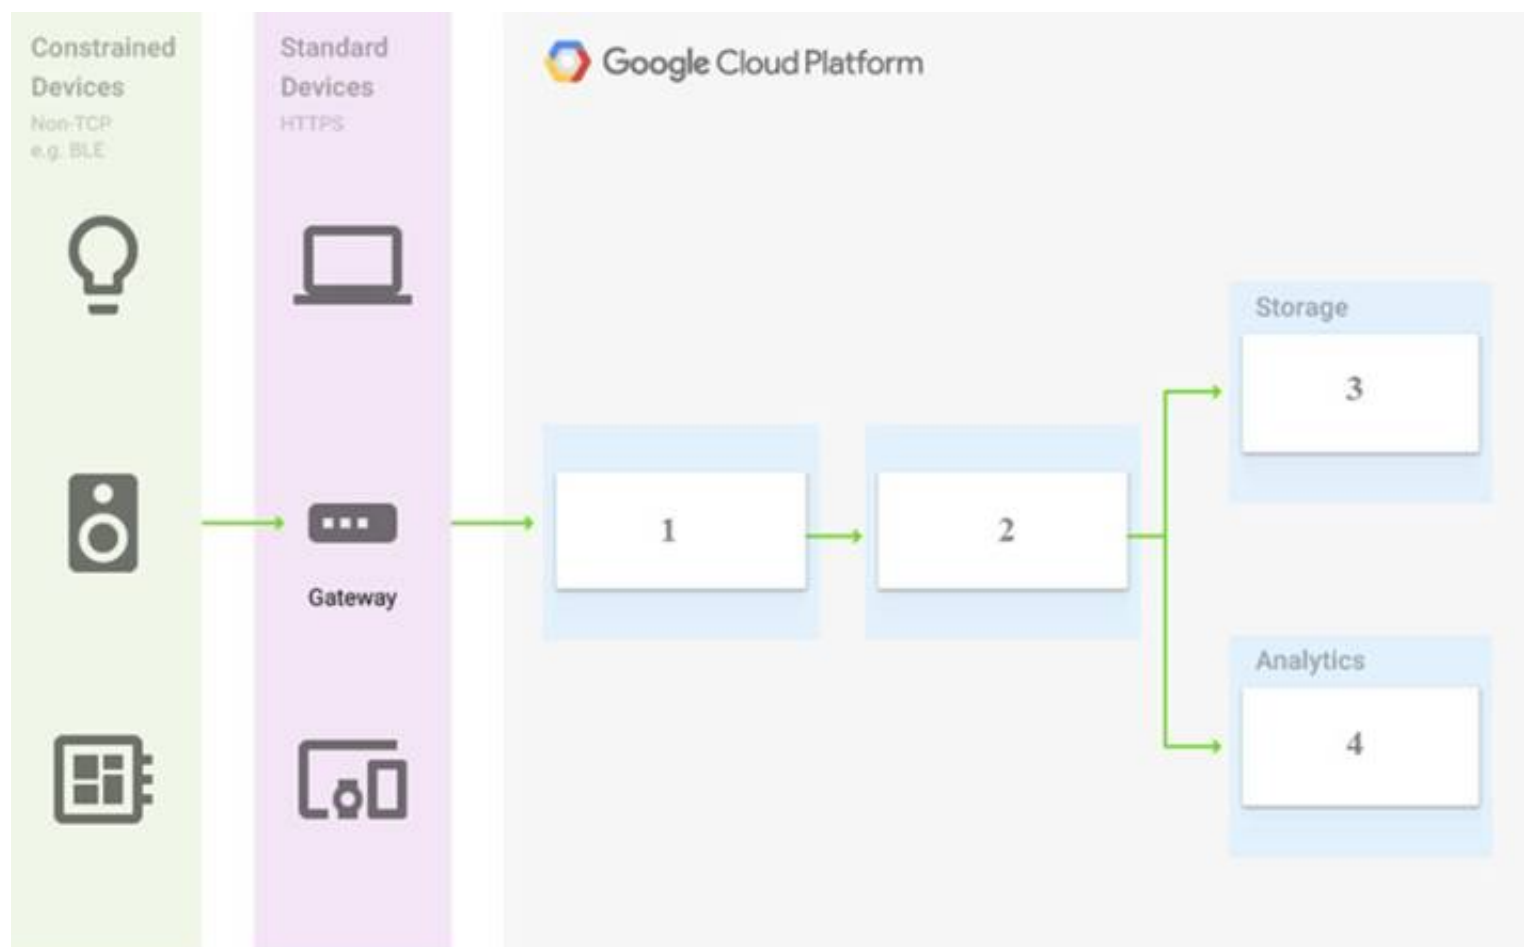 Constrained
Devices
Non-TCP
e.g. BLE
Standard
Devices
HTTPS
Google Cloud Platform
Gateway
1
2
Storage
3
Analytics
4